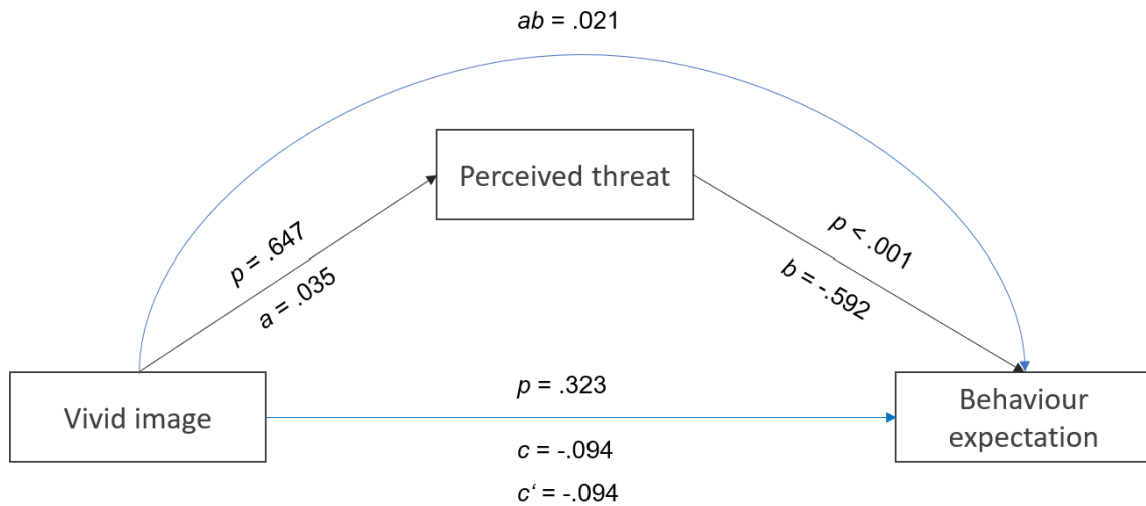 ab = .021
Perceived threat
p = .647
a = .035
p < .001
b = -.592
Vivid image
p = .323
c = -.094
c‘ = -.094
Behaviour
expectation